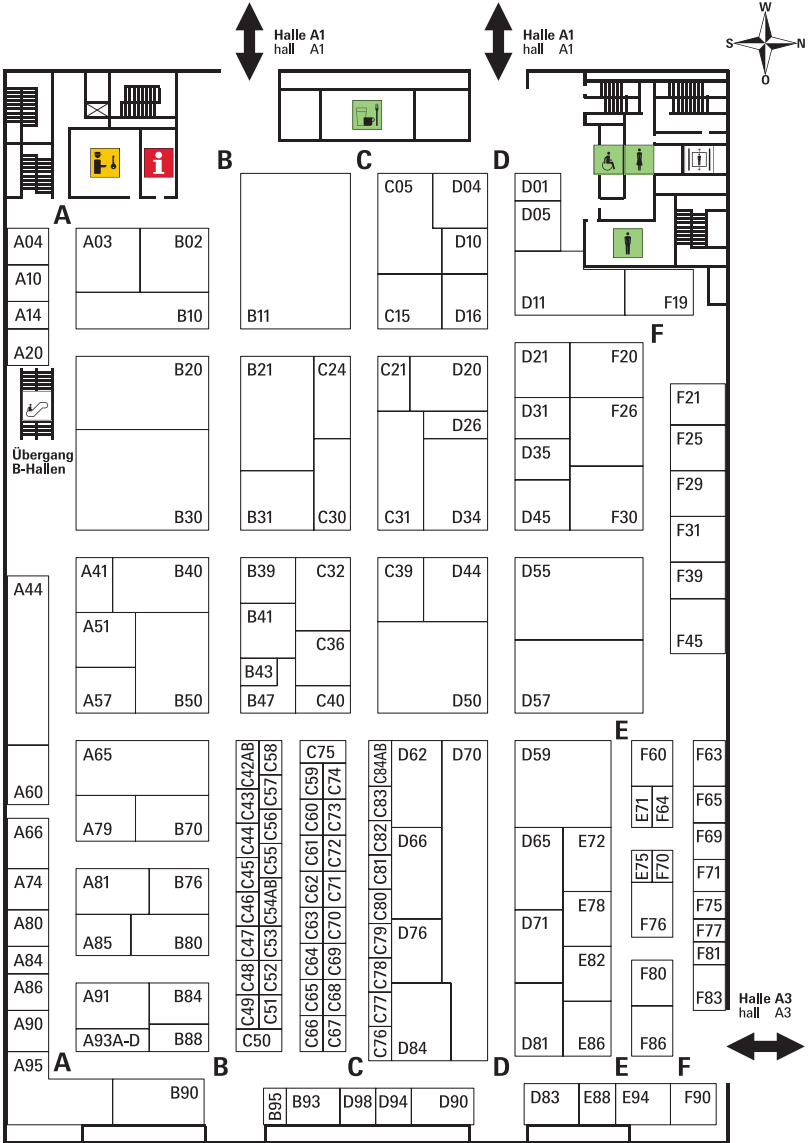 Halle A1
hall A1
Halle A1
hall A1
W
S N
O
i
B C D
A
C05 D04 D01
D05
A04 A03 B02 D10
A10
A14 B10 B11 C15 D16 D11 F19
A20
F
B20 B21 C24 C21 D20 D21 F20
F21
D31 F26
D26
F25
D35
Übergang
B-Hallen
F29
B30 B31 C30 C31 D34 D45 F30
F31
A41 B40 B39 C32 C39 D44 D55
F39
A44
B41
A51
F45
C36
D57
B43
A57 B50 B47 C40 D50
E
A65 C42AB C58 C75 C84AB D62 D70 D59 F60 F63
C59 C74
A60
C43 C57 C83 E71 F64 F65
C60 C73
A66 A79 B70 C44 C56 C82 D66 D65 E72 F69
C61 C72
A74 A81 B76 C45 C55 C81 E75 F70 F71
C62 C71
C46 C54AB C80 E78 F75
A80 A85 B80 C63 C70 D71 F76 F77
C47 C53 C79 D76
A84 C64 C69 E82 F81
A86 A91 B84 C48 C52 C78 F80 F83
C65 C68
C49 C51 C77
Halle A3
hall A3
A90 A93A-D B88 C50 C66 C67 C76 D84 D81 E86 F86
A95
A B C D E F
B90 B95 B93 D98 D94 D90 D83 E88 E94 F90